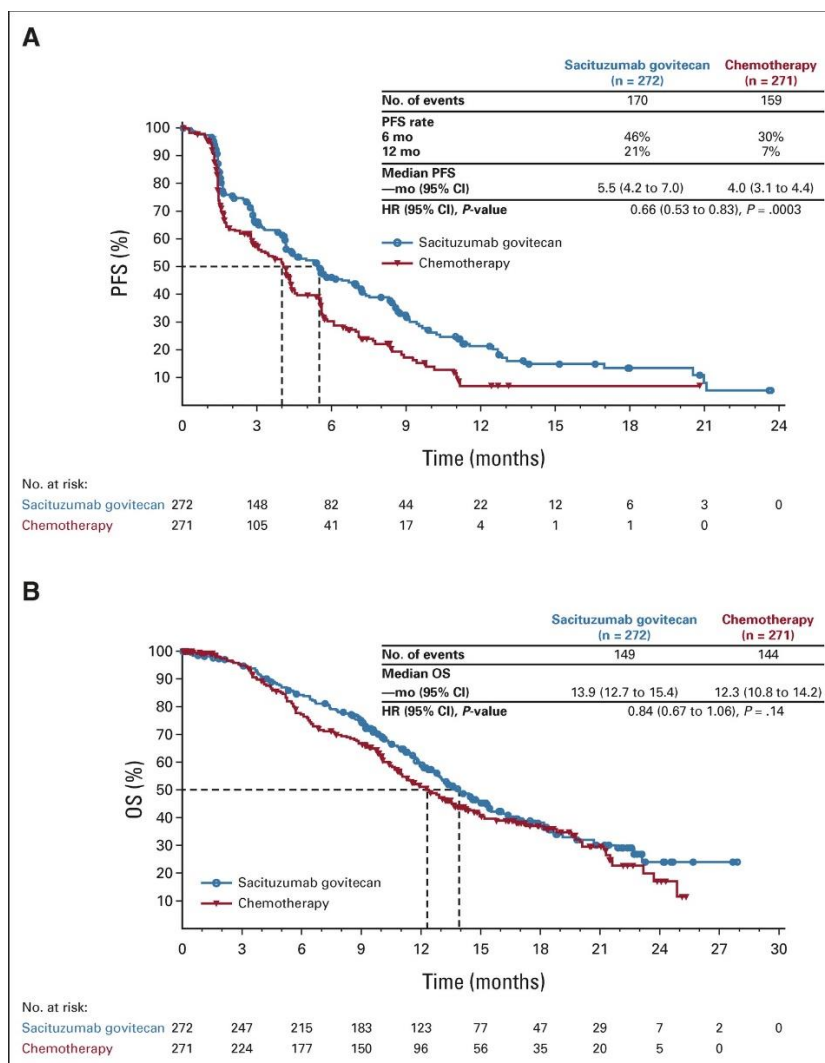 A
Sacituzumab govitecan Chemotherapy
(n = 272) (n = 271)
No. of events 170 159
PFS rate
6 mo 46% 30%
12 mo 21% 7%
Median PFS
—mo (95% CI) 5.5 (4.2 to 7.0) 4.0 (3.1 to 4.4)
HR (95% CI), P-value 0.66 (0.53 to 0.83), P = .0003
Sacituzumab govitecan
Chemotherapy
PFS (%)
100
90
80
70
60
50
40
30
20
10
0 3 6 9 12 15 18 21 24
Time (months)
No. at risk:
Sacituzumab govitecan 272 148 82 44 22 12 6 3 0
Chemotherapy 271 105 41 17 4 1 1 0
B
Sacituzumab govitecan Chemotherapy
(n = 272) (n = 271)
No. of events 149 144
Median OS
—mo (95% CI) 13.9 (12.7 to 15.4) 12.3 (10.8 to 14.2)
HR (95% CI), P-value 0.84 (0.67 to 1.06), P = .14
OS (%)
100
90
80
70
60
50
40
30
20
10
Sacituzumab govitecan
Chemotherapy
0 3 6 9 12 15 18 21 24 27 30
Time (months)
No. at risk:
Sacituzumab govitecan 272 247 215 183 123 77 47 29 7 2 0
Chemotherapy 271 224 177 150 96 56 35 20 5 0